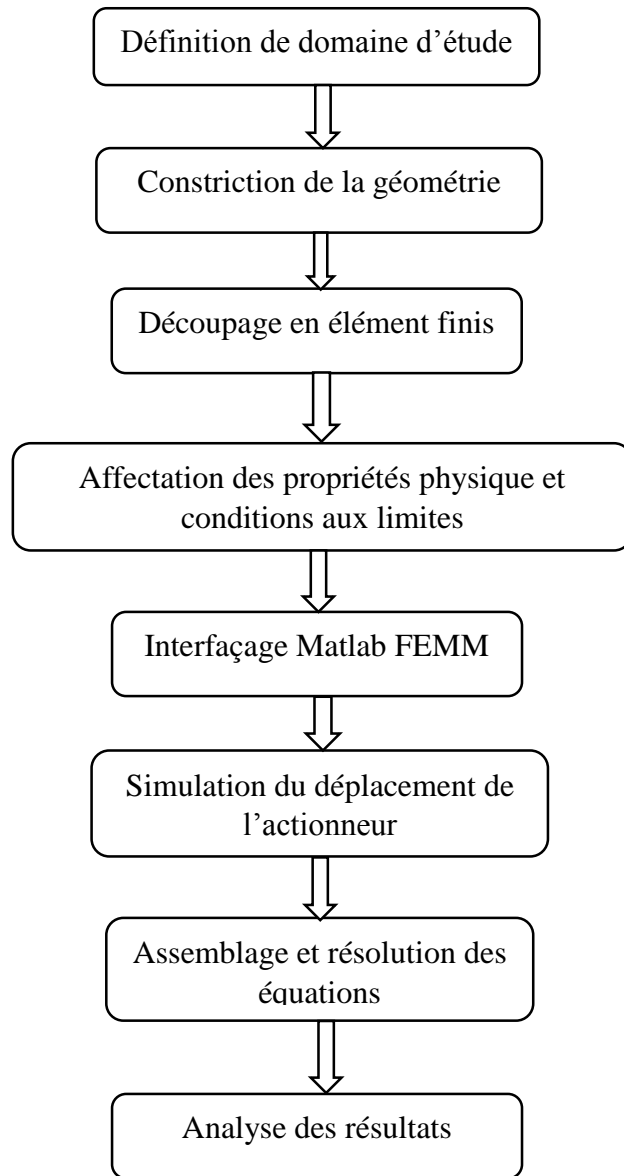 Définition de domaine d’étude
Constriction de la géométrie
Découpage en élément finis
Affectation des propriétés physique et
conditions aux limites
Interfaçage Matlab FEMM
Simulation du déplacement de
l’actionneur
Assemblage et résolution des
équations
Analyse des résultats